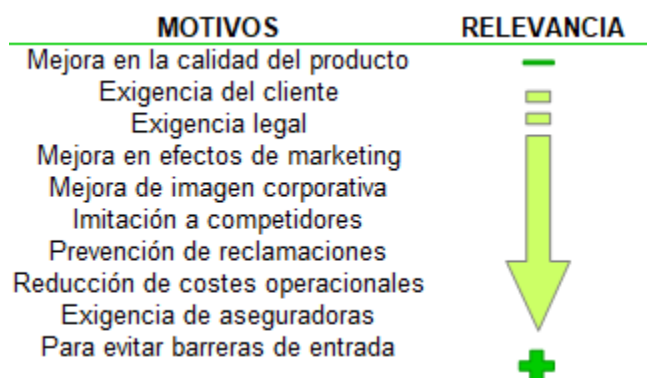 MOTIVOS RELEVANCIA
Mejora en la calidad del producto
Exigencia del cliente
Exigencia legal
Mejora en efectos de marketing
Mejora de imagen corporativa
Imitación a competidores
Prevención de reclamaciones
Reducción de costes operacionales
Exigencia de aseguradoras
Para evitar barreras de entrada